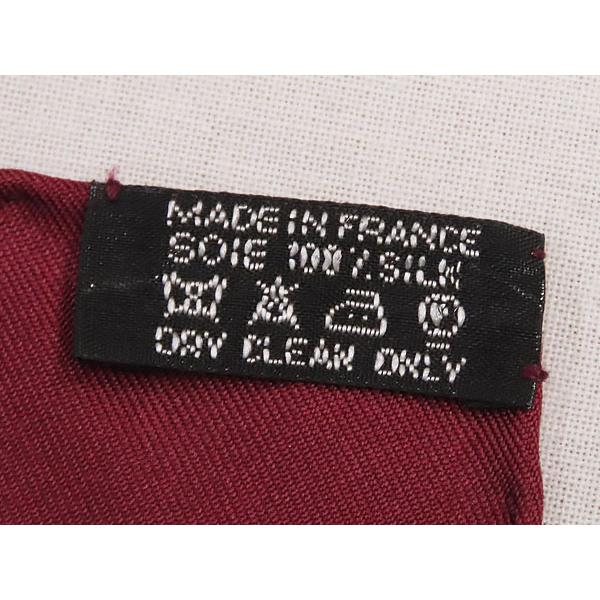 MADE IN FRANCE
SOIE 100 % SILK
DRY CLEAN ONLY